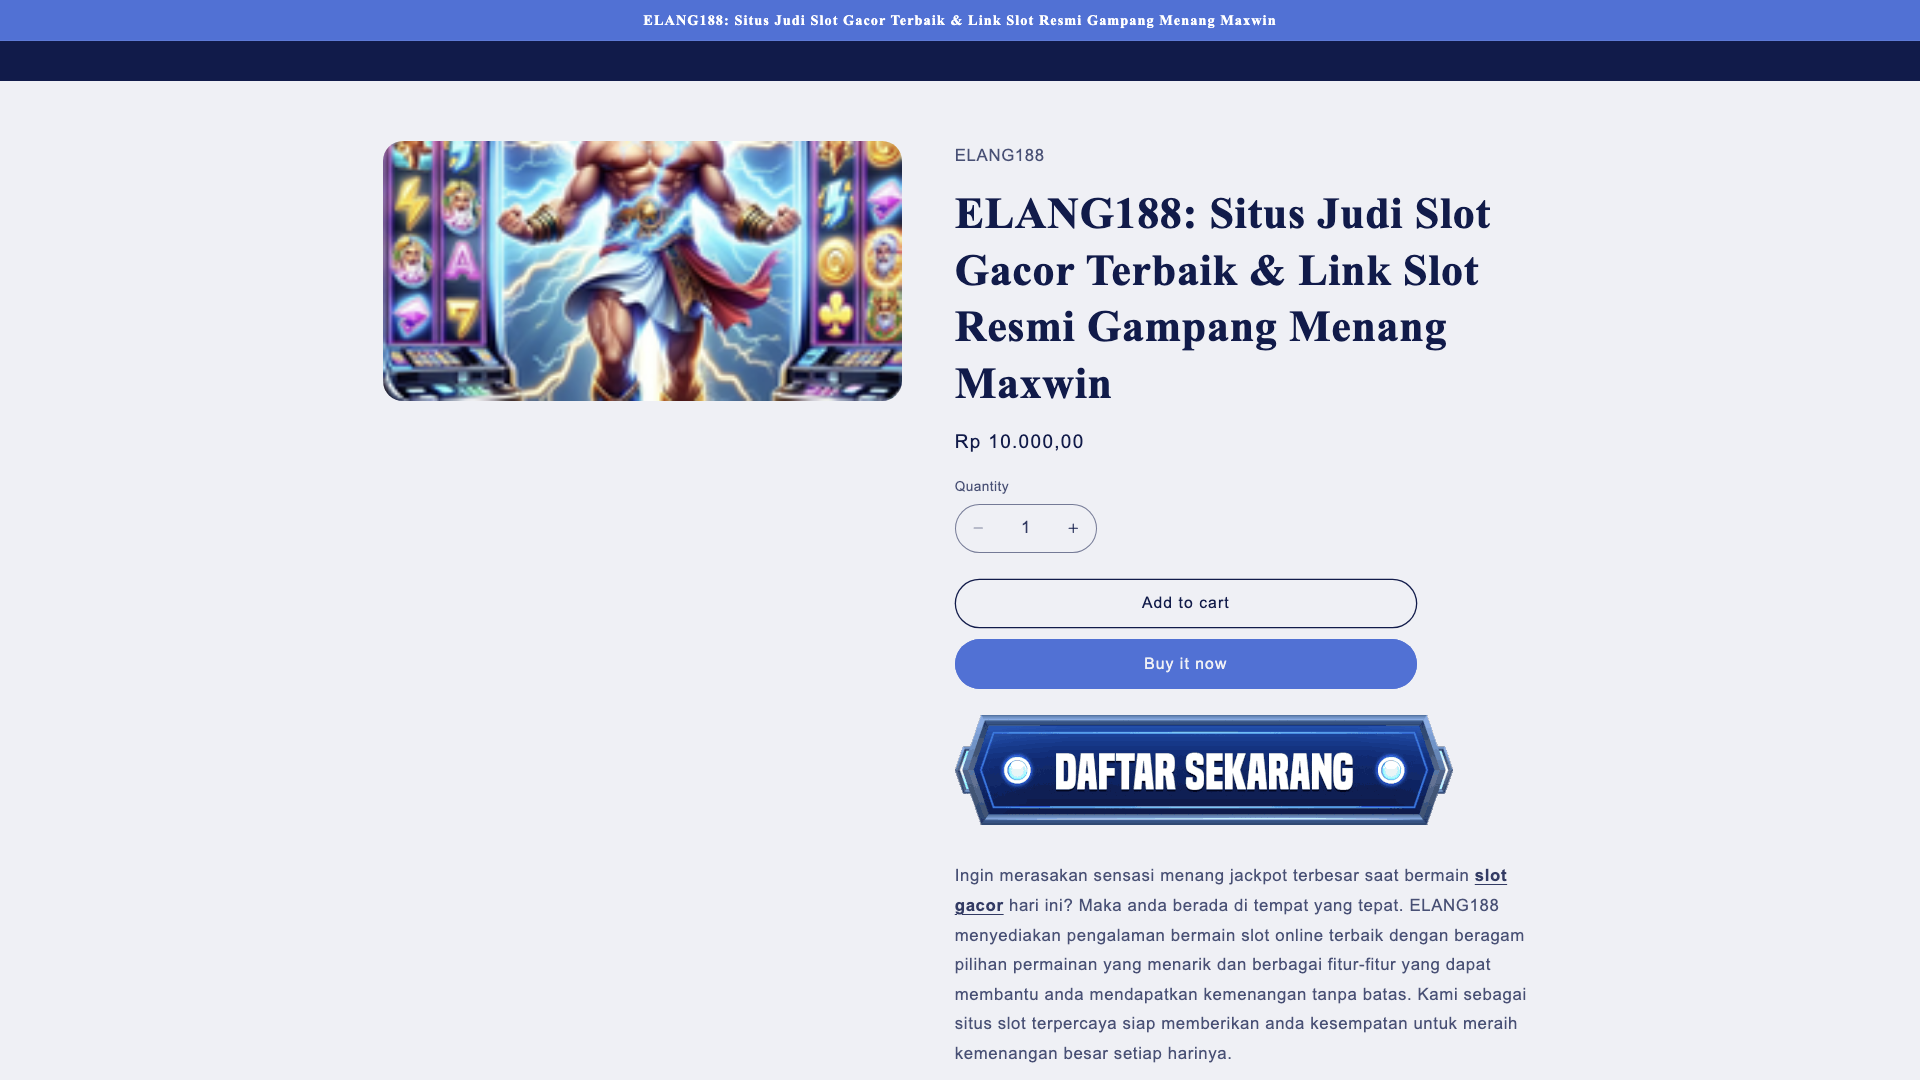 ELANG188: Situs Judi Slot Gacor Terbaik & Link Slot Resmi Gampang Menang Maxwin
ELANG188
ELANG188: Situs Judi Slot
Gacor Terbaik & Link Slot
Resmi Gampang Menang
Maxwin
Rp 10.000,00
Quantity
1
Add to cart
Buy it now
DAFTAR SEKARANG
Ingin merasakan sensasi menang jackpot terbesar saat bermain slot
gacor hari ini? Maka anda berada di tempat yang tepat. ELANG188
menyediakan pengalaman bermain slot online terbaik dengan beragam
pilihan permainan yang menarik dan berbagai fitur-fitur yang dapat
membantu anda mendapatkan kemenangan tanpa batas. Kami sebagai
situs slot terpercaya siap memberikan anda kesempatan untuk meraih
kemenangan besar setiap harinya.